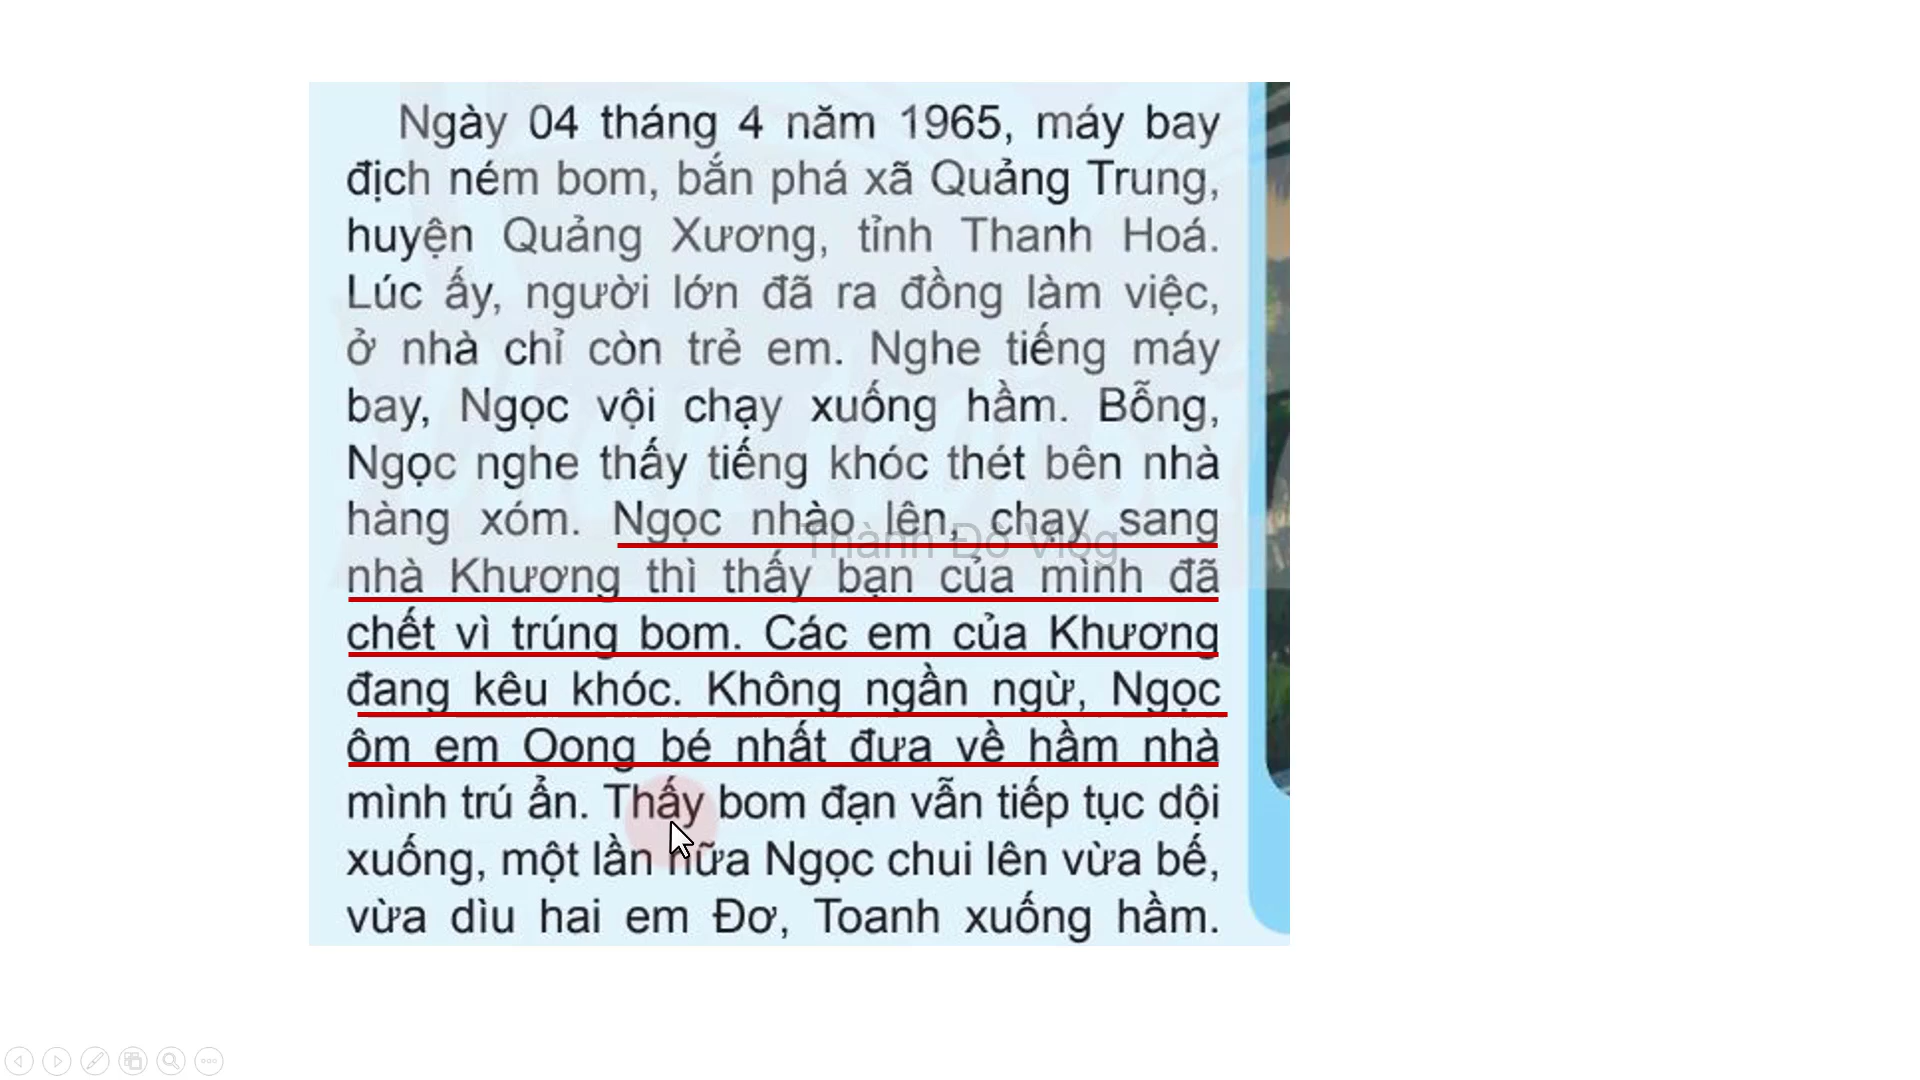 Ngày 04 tháng 4 năm 1965, máy bay
địch ném bom, bắn phá xã Quảng Trung,
huyện Quảng Xương, tỉnh Thanh Hoá.
Lúc ấy, người lớn đã ra đồng làm việc,
ở nhà chỉ còn trẻ em. Nghe tiếng máy
bay, Ngọc vội chạy xuống hầm. Bỗng,
Ngọc nghe thấy tiếng khóc thét bên nhà
hàng xóm. Ngọc nhào lên, chạy sang
Thành Đô Vlog
nhà Khương thì thấy bạn của mình đã
chết vì trúng bom. Các em của Khương
đang kêu khóc. Không ngần ngừ, Ngọc
ôm em Oong bé nhất đưa về hầm nhà
mình trú ẩn. Thấy bom đạn vẫn tiếp tục dội
xuống, một lần nữa Ngọc chui lên vừa bế,
vừa dìu hai em Đơ, Toanh xuống hầm.